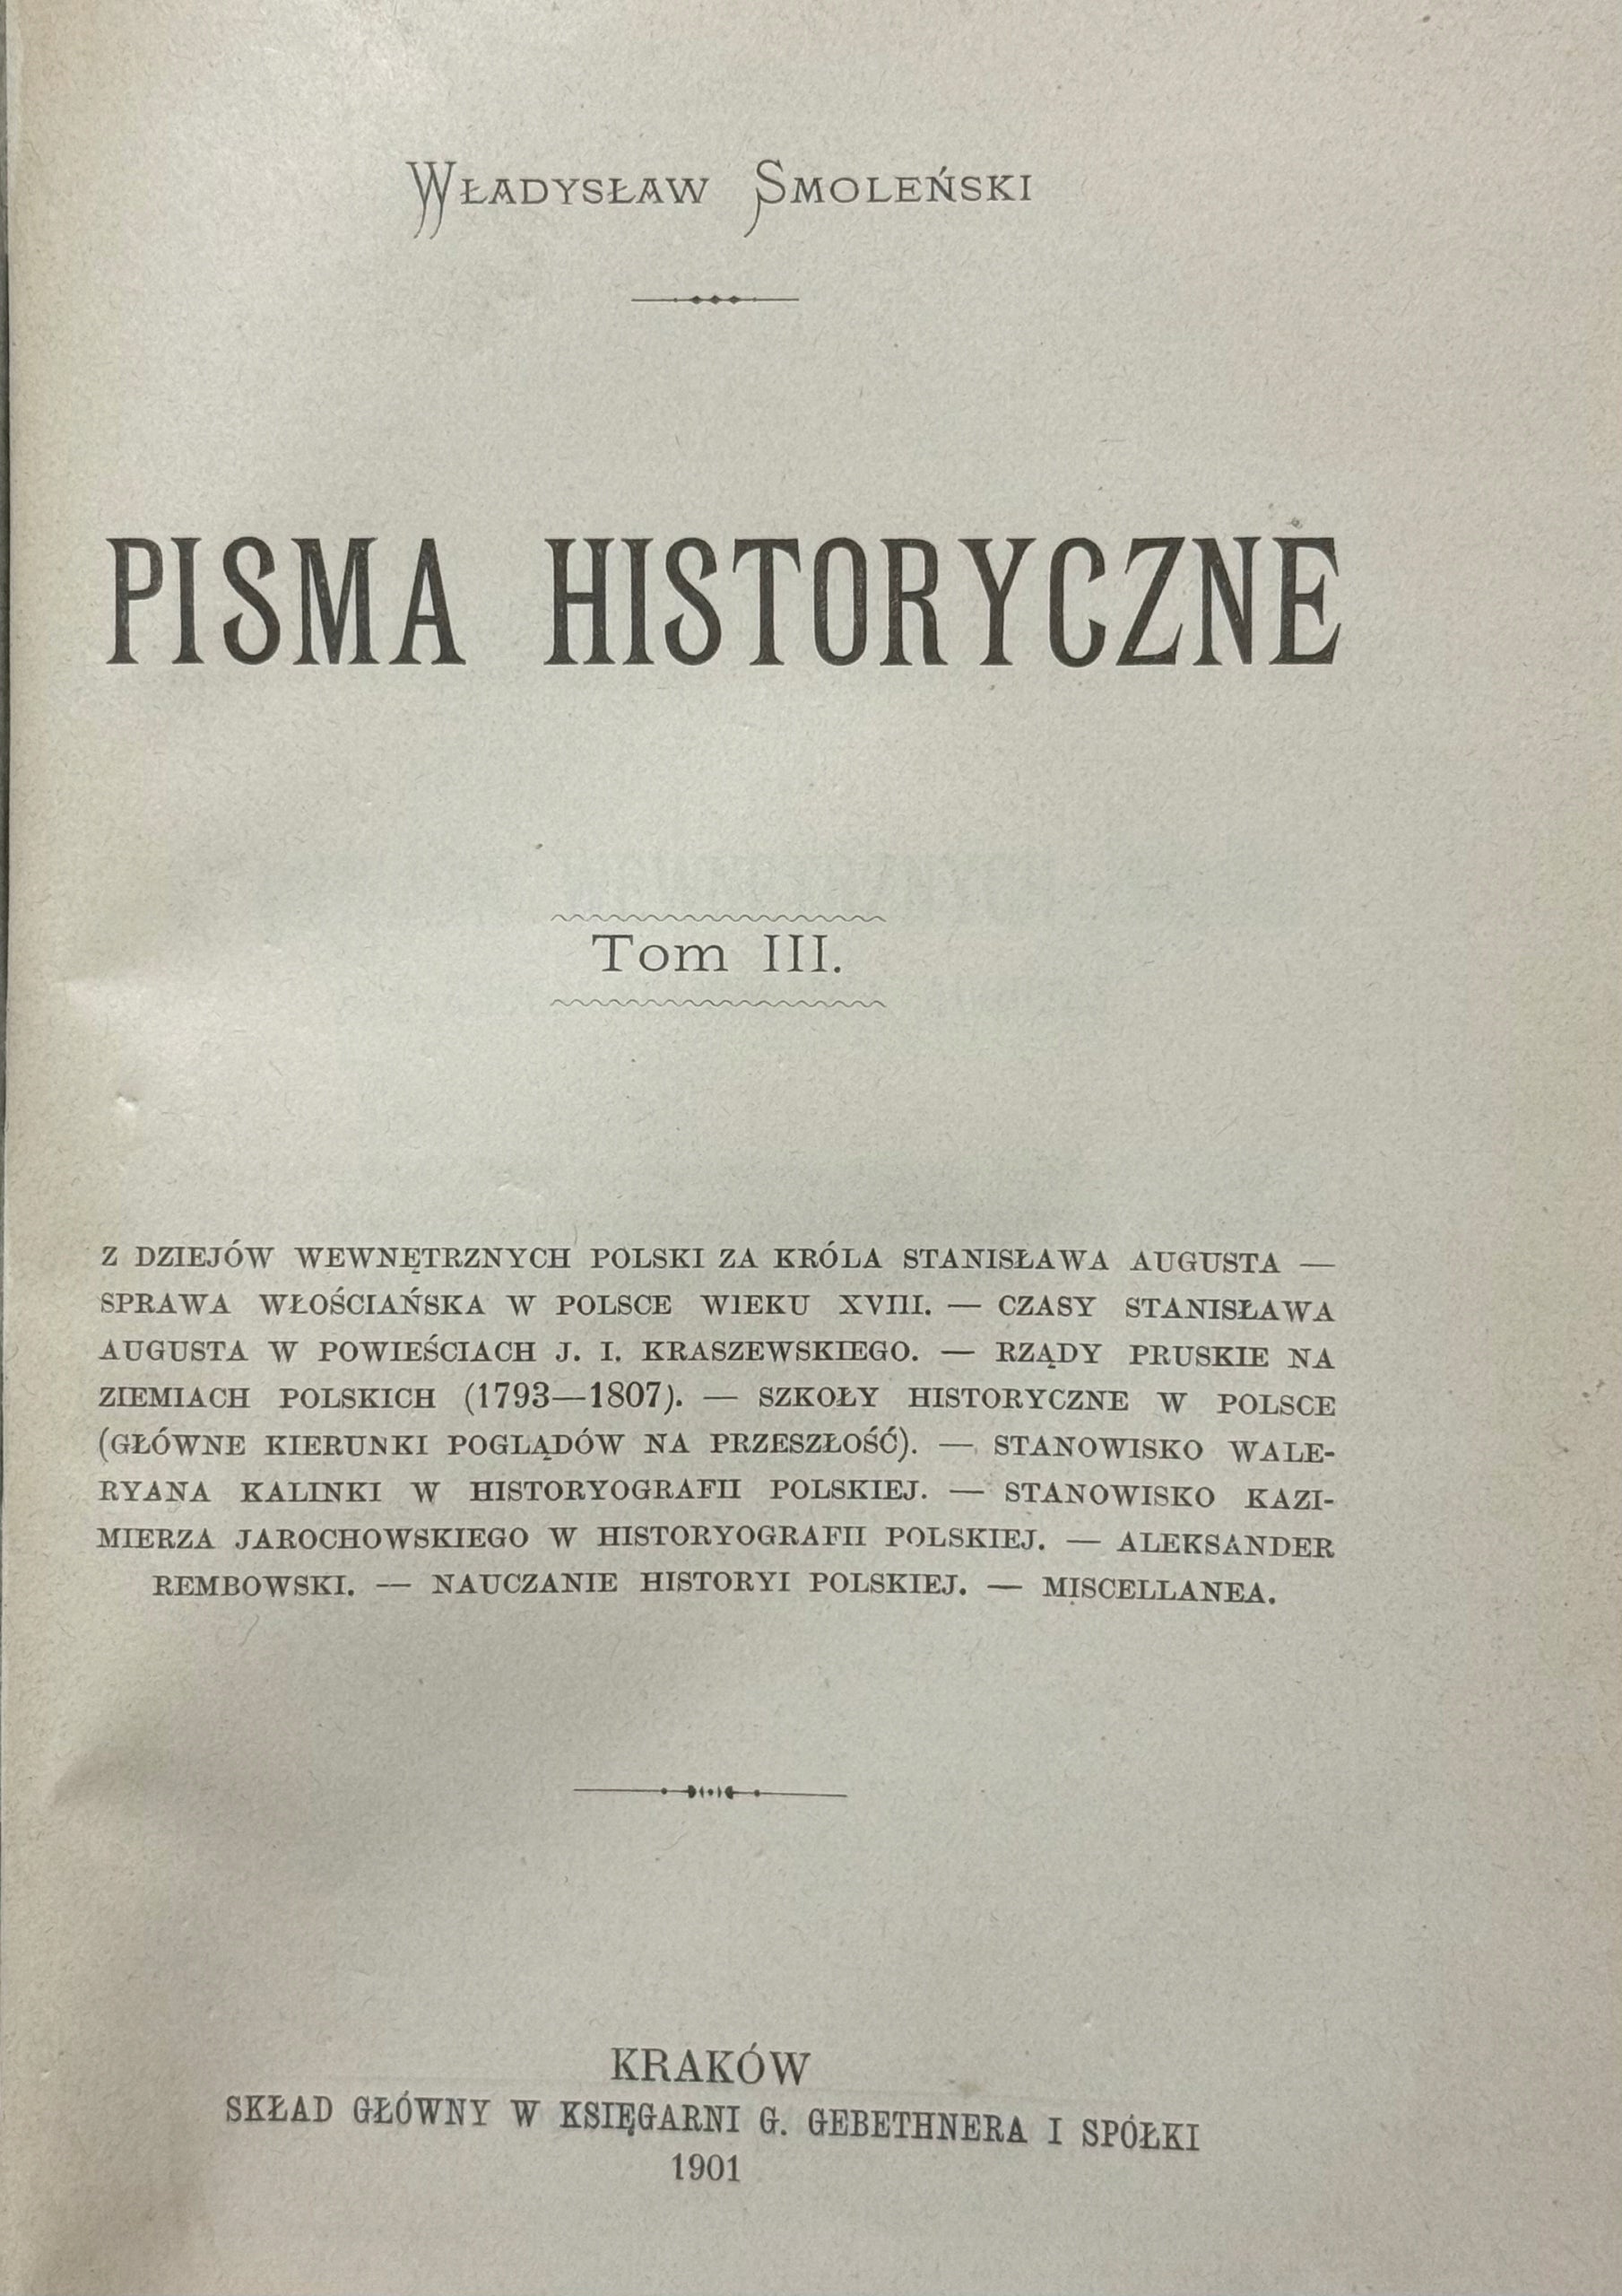 WŁADYSŁAW SMOLEŃSKI
PISMA HISTORYCZNE
Tom III.
Z DZIEJÓW WEWNĘTRZNYCH POLSKI ZA KRÓLA STANISŁAWA AUGUSTA —
SPRAWA WŁOŚCIAŃSKA W POLSCE WIEKU XVIII. — CZASY STANISŁAWA
AUGUSTA W POWIEŚCIACH J. I. KRASZEWSKIEGO. — RZĄDY PRUSKIE NA
ZIEMIACH POLSKICH (1793—1807). — SZKOŁY HISTORYCZNE W POLSCE
(GŁÓWNE KIERUNKI POGLĄDÓW NA PRZESZŁOŚĆ). — STANOWISKO WALE-
RYANA KALINKI W HISTORYOGRAFII POLSKIEJ. — STANOWISKO KAZI-
MIERZA JAROCHOWSKIEGO W HISTORYOGRAFII POLSKIEJ. — ALEKSANDER
REMBOWSKI. — NAUCZANIE HISTORYI POLSKIEJ. — MISCELLANEA.
KRAKÓW
SKŁAD GŁÓWNY W KSIĘGARNI G. GEBETHNERA I SPÓŁKI
1901